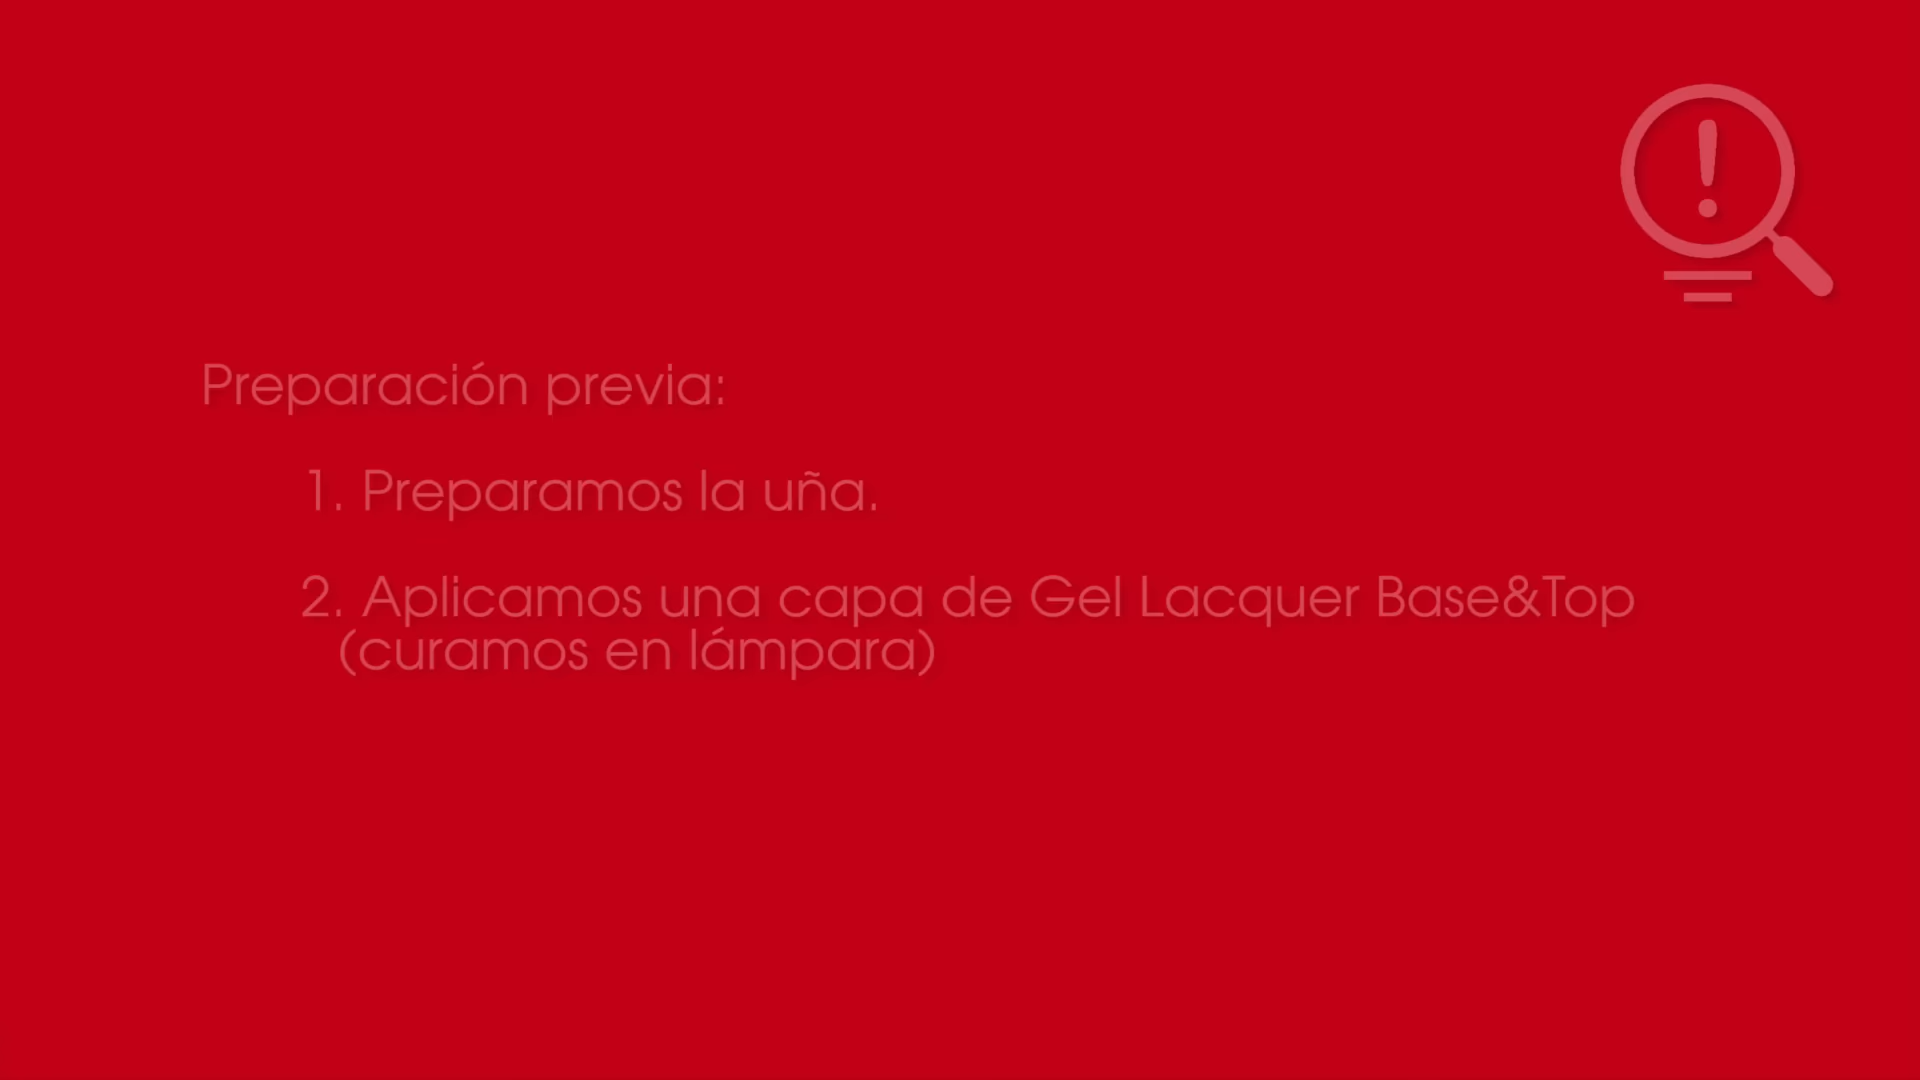 Preparación previa:
1. Preparamos la uña.
2. Aplicamos una capa de Gel Lacquer Base&Top
(curamos en lámpara)